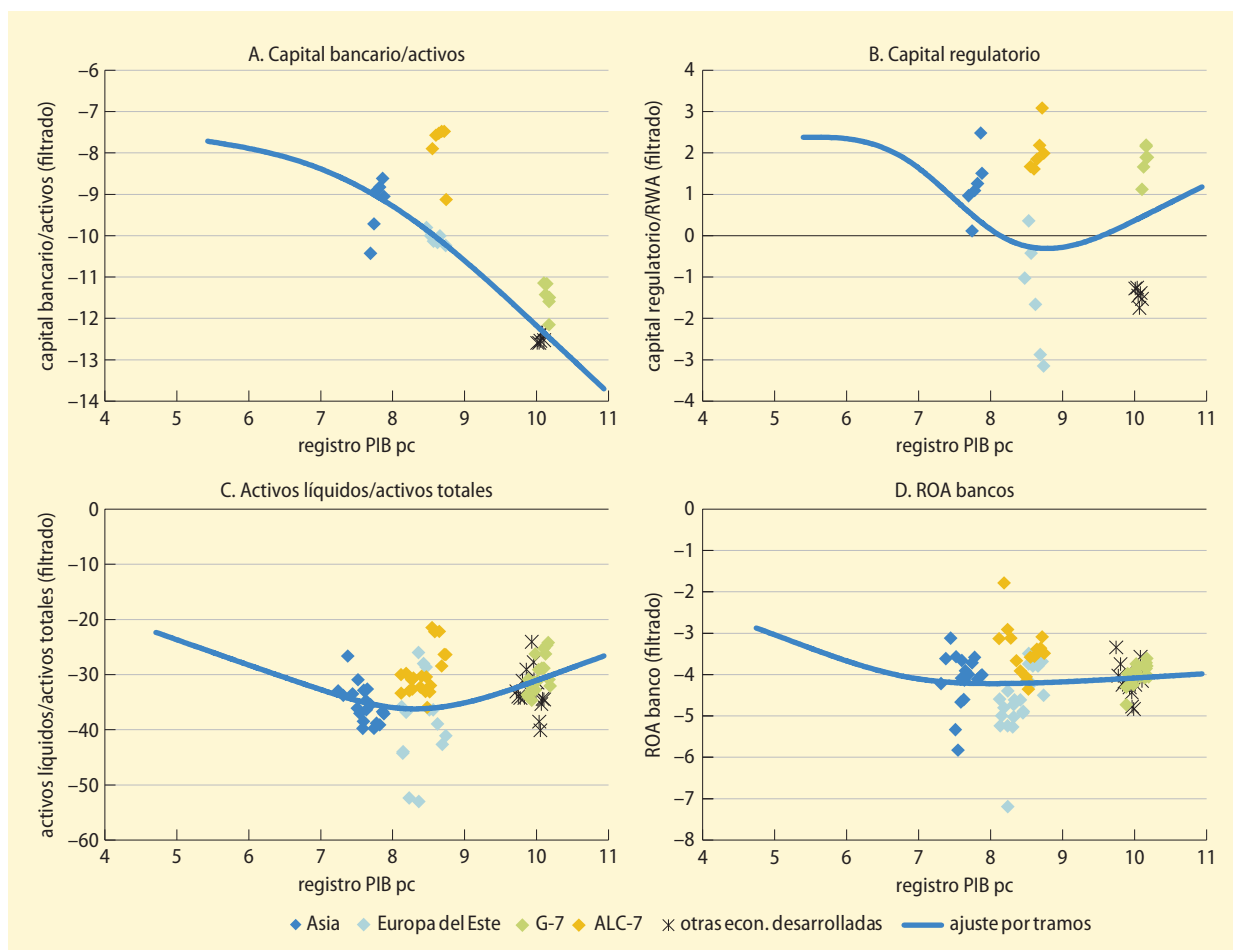 A. Capital bancario/activos
capital bancario/activos (filtrado)
−6
−7
−8
−9
−10
−11
−12
−13
−14
4 5 6 7 8 9 10 11
registro PIB pc
B. Capital regulatorio
capital regulatorio/RWA (filtrado)
4
3
2
1
0
−1
−2
−3
−4
4 5 6 7 8 9 10 11
registro PIB pc
C. Activos líquidos/activos totales
activos líquidos/activos totales (filtrado)
0
−10
−20
−30
−40
−50
−60
4 5 6 7 8 9 10 11
registro PIB pc
D. ROA bancos
ROA banco (filtrado)
0
−1
−2
−3
−4
−5
−6
−7
−8
4 5 6 7 8 9 10 11
registro PIB pc
Asia Europa del Este G-7 ALC-7 otras econ. desarrolladas ajuste por tramos